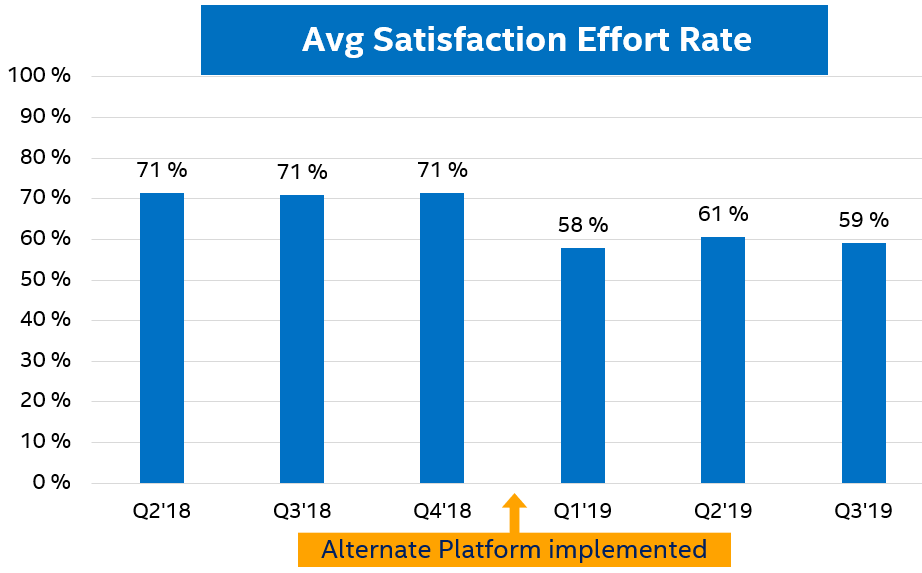 Avg Satisfaction Effort Rate
100 %
90 %
80 %
70 %
60 %
50 %
40 %
30 %
20 %
10 %
0 %
71 %
71 %
71 %
58 %
61 %
59 %
Q2'18
Q3'18
Q4'18
Q1'19
Q2'19
Q3'19
Alternate Platform implemented